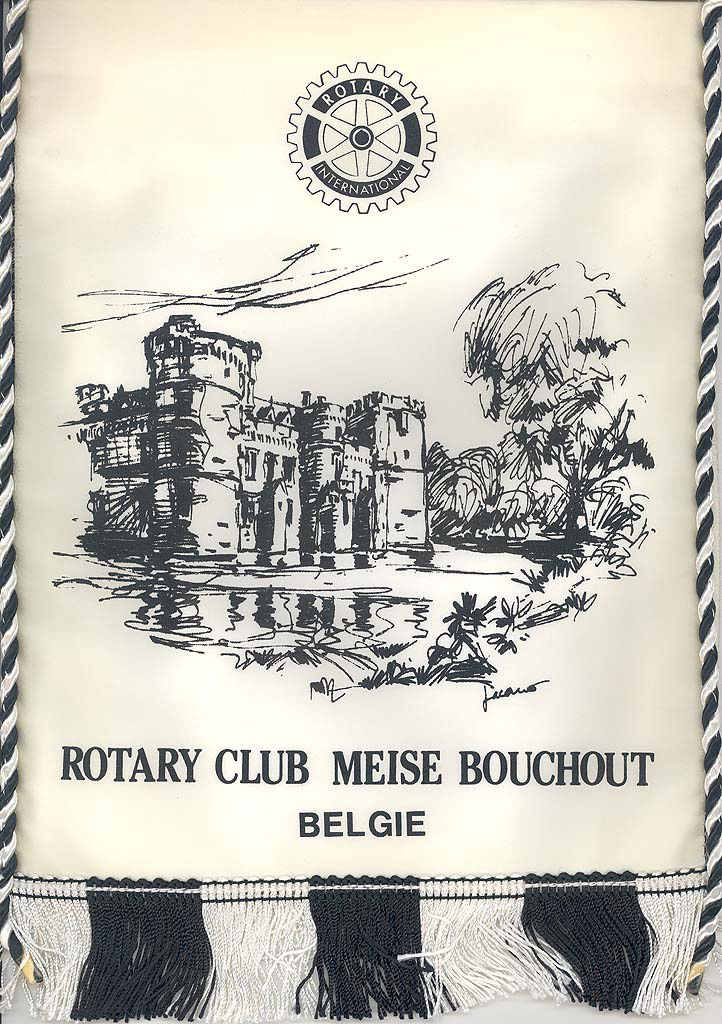 ROTARY
INTERNATIONAL
ROTARY CLUB MEISE BOUCHOUT
BELGIE